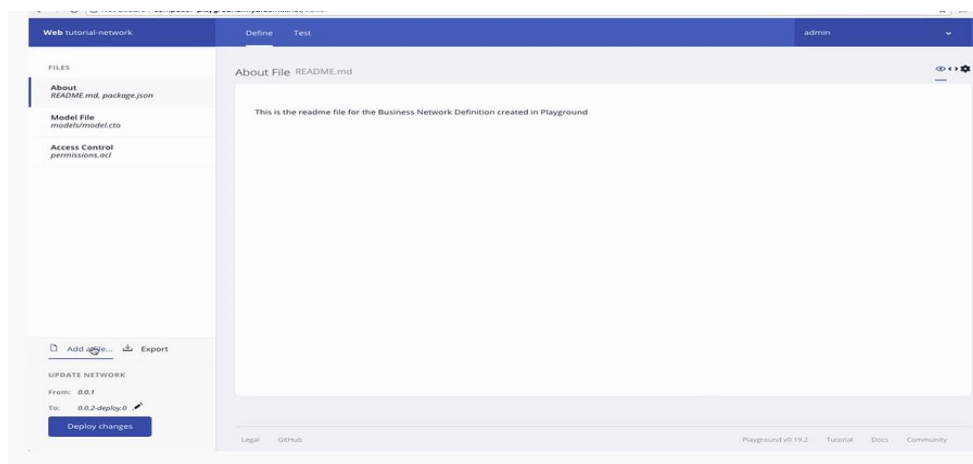 Web tutorial-network
Define
Test
admin
FILES
About
README.md, package.json
Model File
models/model.cto
Access Control
permissions.acl
About File README.md
This is the readme file for the Business Network Definition created in Playground
Add a file...
Export
UPDATE NETWORK
From: 0.0.1
To: 0.0.2-deploy.0
Deploy changes
Legal
GitHub
Playground v0.19.2
Tutorial
Docs
Community